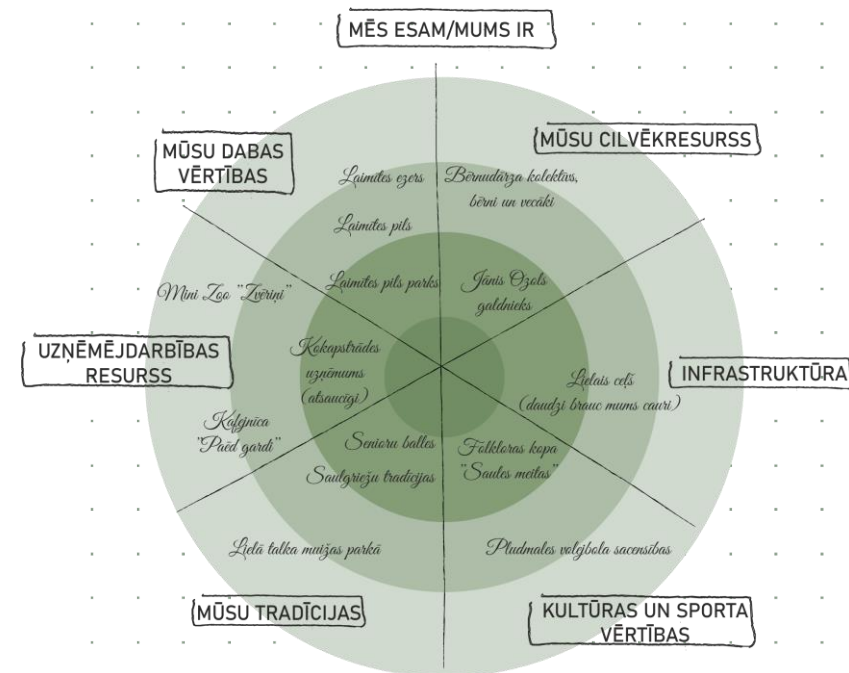 MĒS ESAM/MUMS IR
MŪSU DABAS
VĒRTĪBAS
Laimītes ezers
Laimītes pils
Laimītes pils parks
MŪSU CILVĒKRESURSS
Bērnudārza kolektīvs,
bērni un vecāki
Jānis Ozols
galdnieks
UZŅĒMĒJDARBĪBAS
RESURSS
Mini Zoo "Zvēriņi"
Kokapstrādes
uzņēmums
(atsaucīgi)
Kafejnīca
"Paēd gardi"
INFRASTRUKTŪRA
Lielais ceļš
(daudzi brauc mums cauri)
MŪSU TRADĪCIJAS
Senioru balles
Saulgriežu tradīcijas
Lielā talka muižas parkā
KULTŪRAS UN SPORTA
VĒRTĪBAS
Folkloras kopa
"Saules meitas"
Pludmales volejbola sacensības